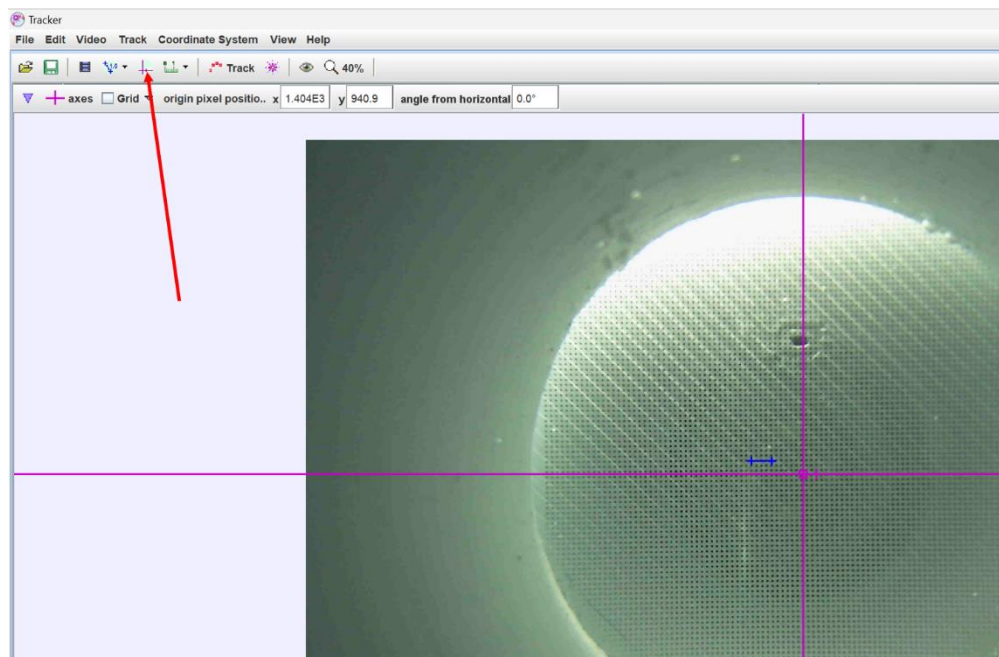 Tracker
File Edit Video Track Coordinate System View Help
Track 40%
axes Grid origin pixel positio.. x 1.404E3 y 940.9 angle from horizontal 0.0°